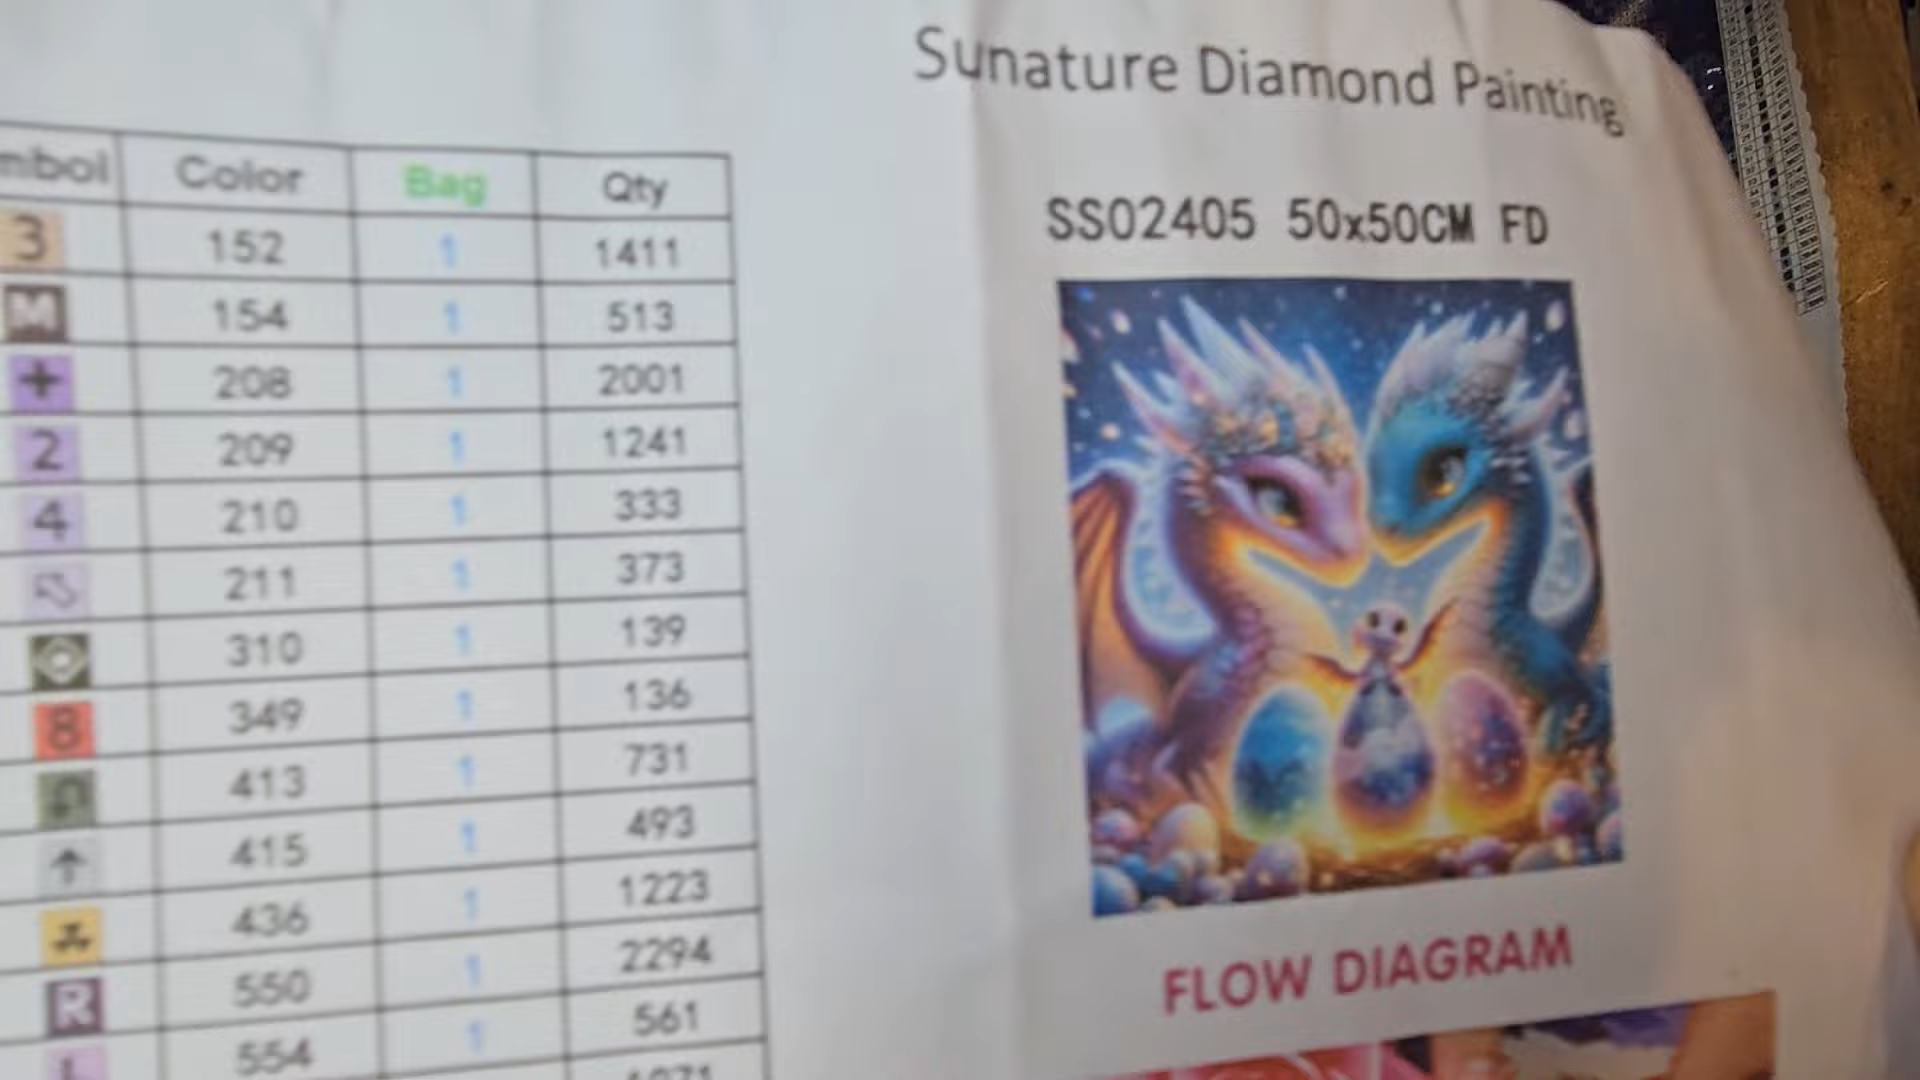 Sunature Diamond Painting
SS02405 50x50CM FD
mbol Color Bag Qty
3 152 1 1411
M 154 1 513
+ 208 1 2001
2 209 1 1241
4 210 1 333
211 1 373
310 1 139
8 349 1 136
413 1 731
↑ 415 1 493
436 1 1223
R 550 1 2294
554 1 561
FLOW DIAGRAM